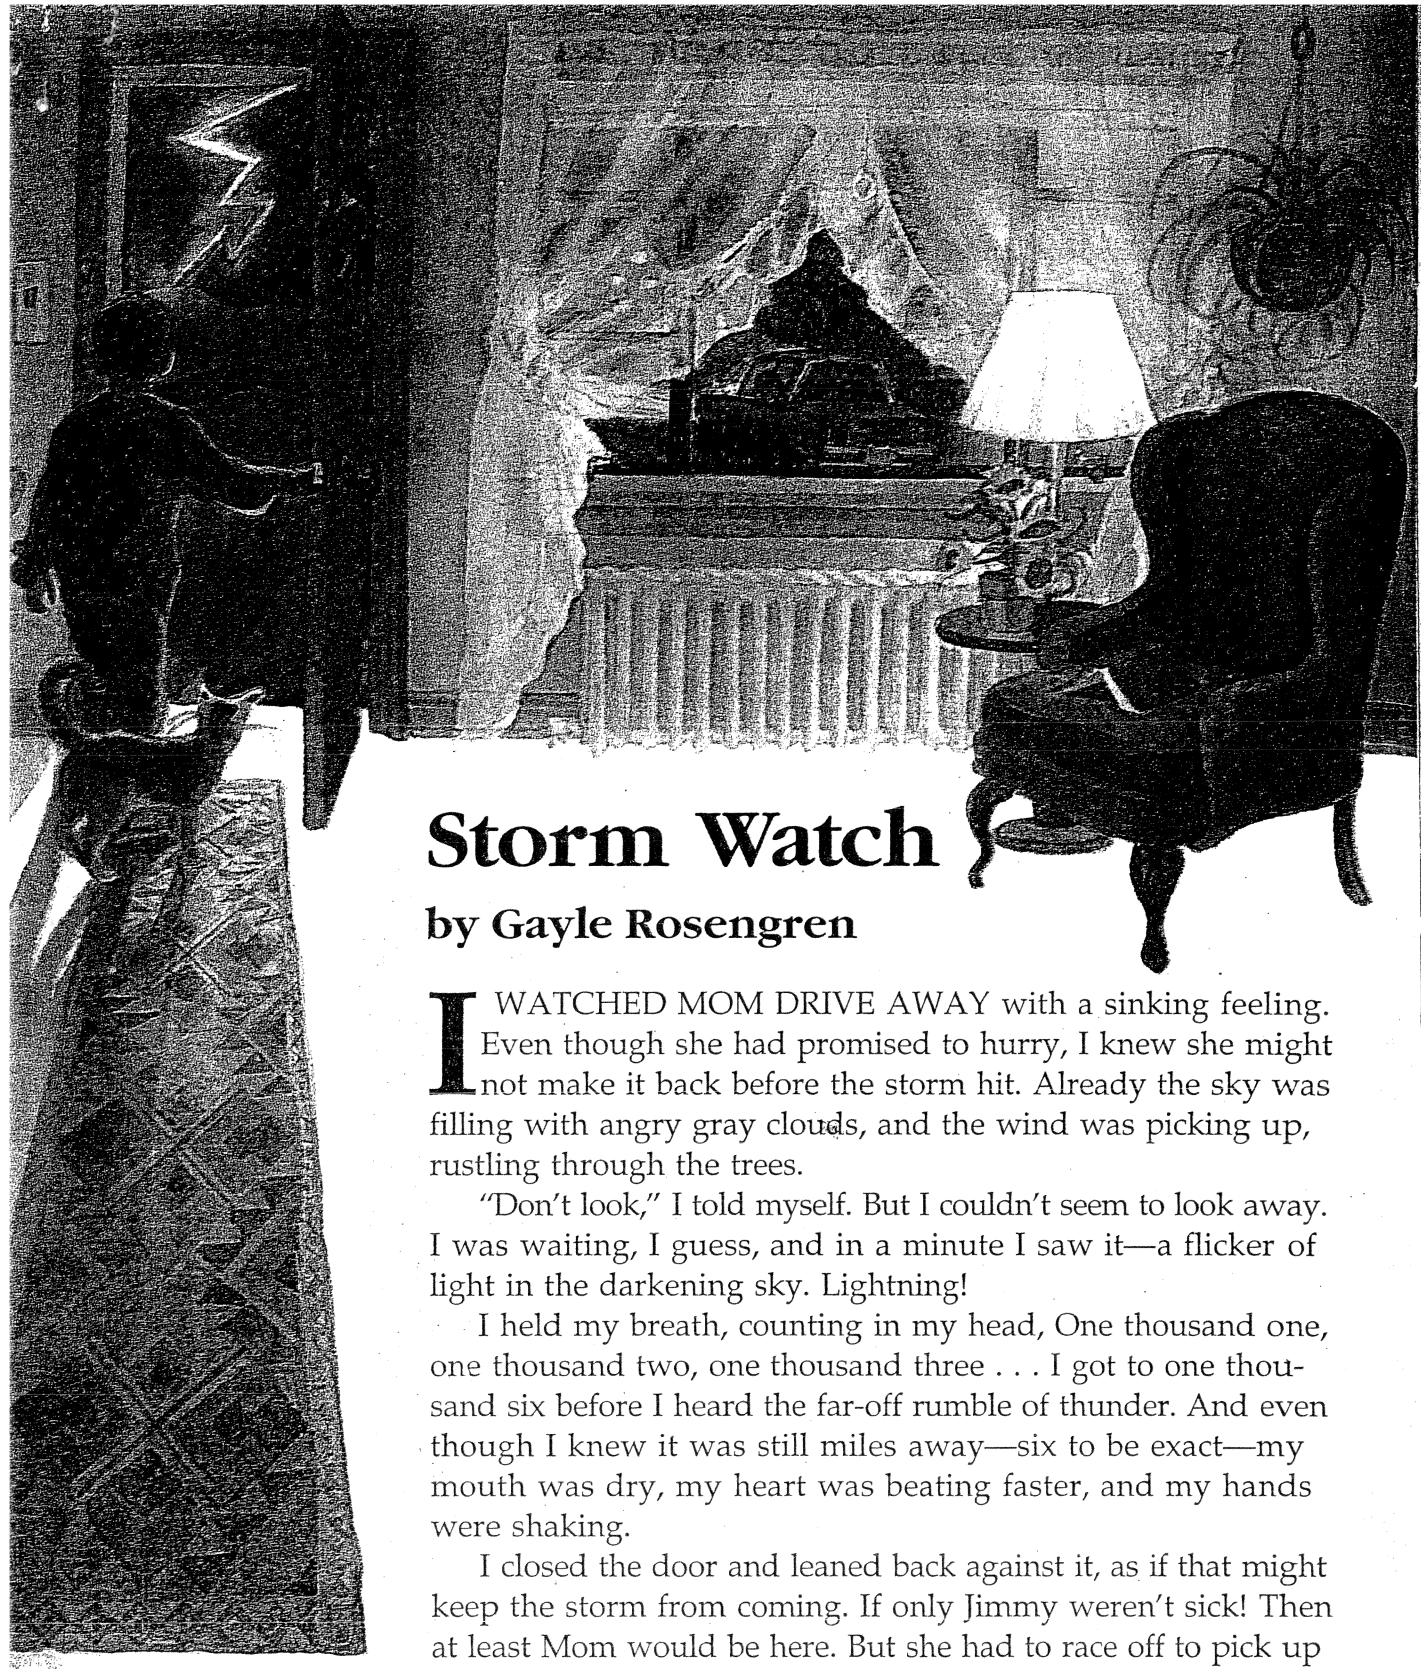 Storm Watch
by Gayle Rosengren
I WATCHED MOM DRIVE AWAY with a sinking feeling.
Even though she had promised to hurry, I knew she might
not make it back before the storm hit. Already the sky was
filling with angry gray clouds, and the wind was picking up,
rustling through the trees.
"Don't look," I told myself. But I couldn't seem to look away.
I was waiting, I guess, and in a minute I saw it—a flicker of
light in the darkening sky. Lightning!
I held my breath, counting in my head, One thousand one,
one thousand two, one thousand three . . . I got to one thou-
sand six before I heard the far-off rumble of thunder. And even
though I knew it was still miles away—six to be exact—my
mouth was dry, my heart was beating faster, and my hands
were shaking.
I closed the door and leaned back against it, as if that might
keep the storm from coming. If only Jimmy weren't sick! Then
at least Mom would be here. But she had to race off to pick up